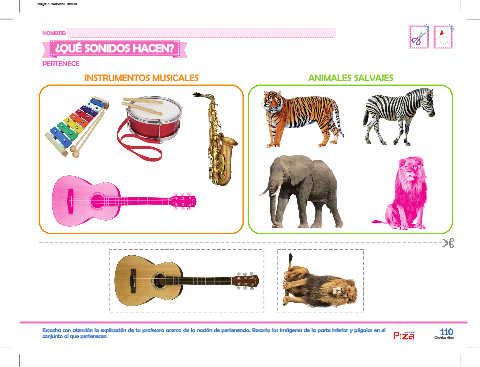 NOMBRE:
¿QUÉ SONIDOS HACEN?
PERTENECE
INSTRUMENTOS MUSICALES
ANIMALES SALVAJES
Escucha con atención la explicación de tu profesora acerca de la noción de pertenencia. Recorta las imágenes de la parte inferior y pégalas en el
conjunto al que pertenecen.
110